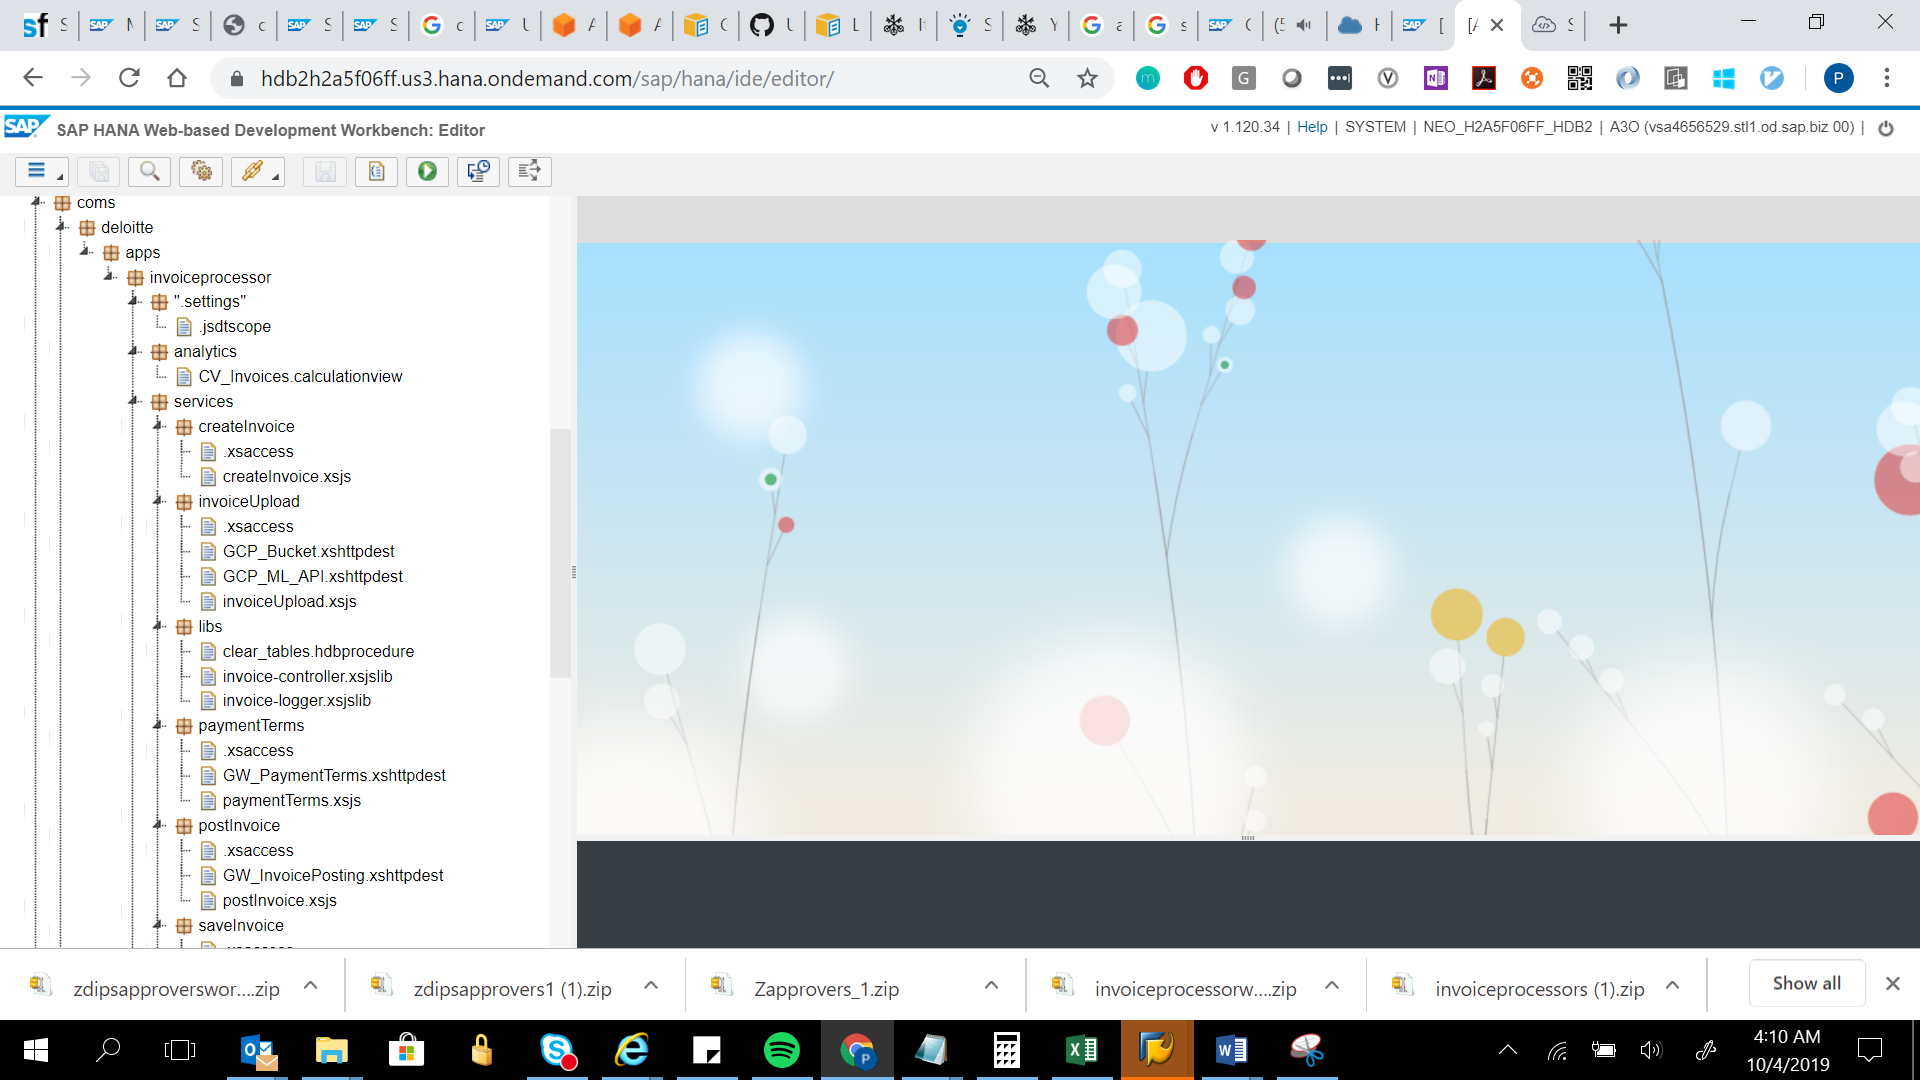 hdb2h2a5f06ff.us3.hana.ondemand.com/sap/hana/ide/editor/
SAP HANA Web-based Development Workbench: Editor
v 1.120.34 | Help | SYSTEM | NEO_H2A5F06FF_HDB2 | A3O (vsa4656529.stl1.od.sap.biz 00) |
coms
deloitte
apps
invoiceprocessor
".settings"
.jsdtscope
analytics
CV_Invoices.calculationview
services
createInvoice
.xsaccess
createInvoice.xsjs
invoiceUpload
.xsaccess
GCP_Bucket.xshttpdest
GCP_ML_API.xshttpdest
invoiceUpload.xsjs
libs
clear_tables.hdbprocedure
invoice-controller.xsjslib
invoice-logger.xsjslib
paymentTerms
.xsaccess
GW_PaymentTerms.xshttpdest
paymentTerms.xsjs
postInvoice
.xsaccess
GW_InvoicePosting.xshttpdest
postInvoice.xsjs
saveInvoice
zdipsapproverswor....zip
zdipsapprovers1 (1).zip
Zapprovers_1.zip
invoiceprocessorw....zip
invoiceprocessors (1).zip
Show all
4:10 AM
10/4/2019